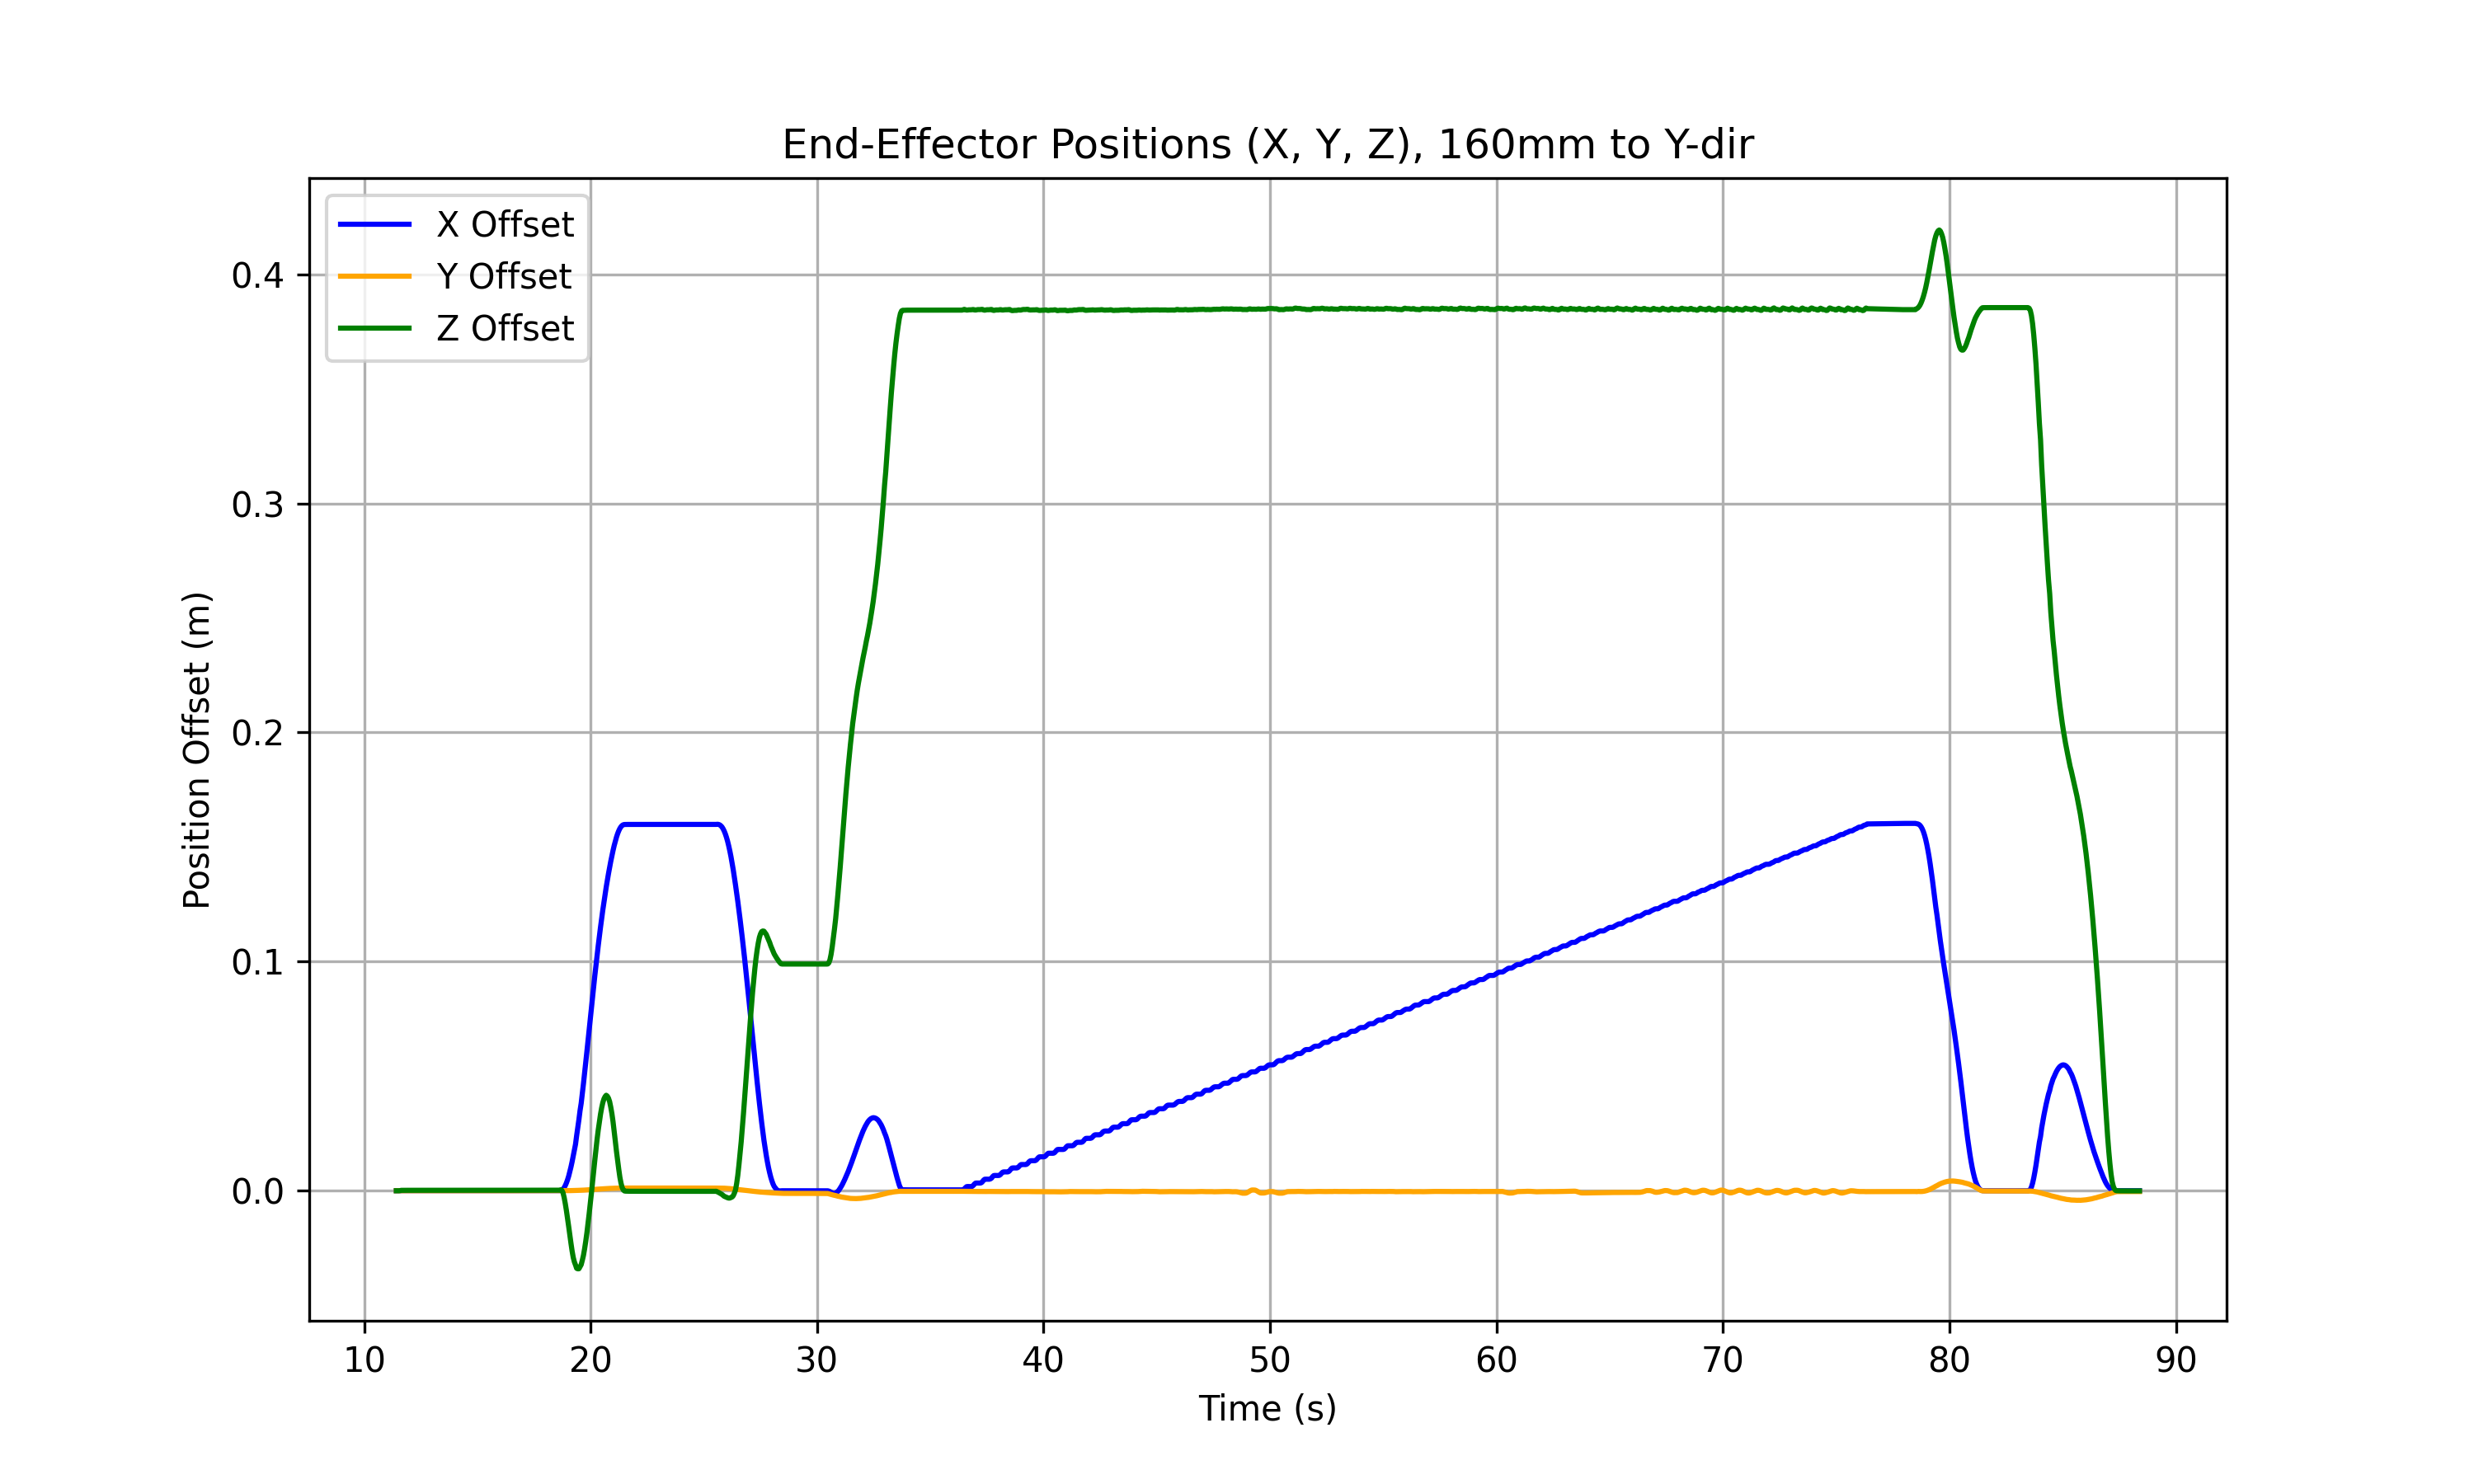 End-Effector Positions (X, Y, Z), 160mm to Y-dir
X Offset
Y Offset
Z Offset
0.4
0.3
0.2
0.1
0.0
Position Offset (m)
10 20 30 40 50 60 70 80 90
Time (s)